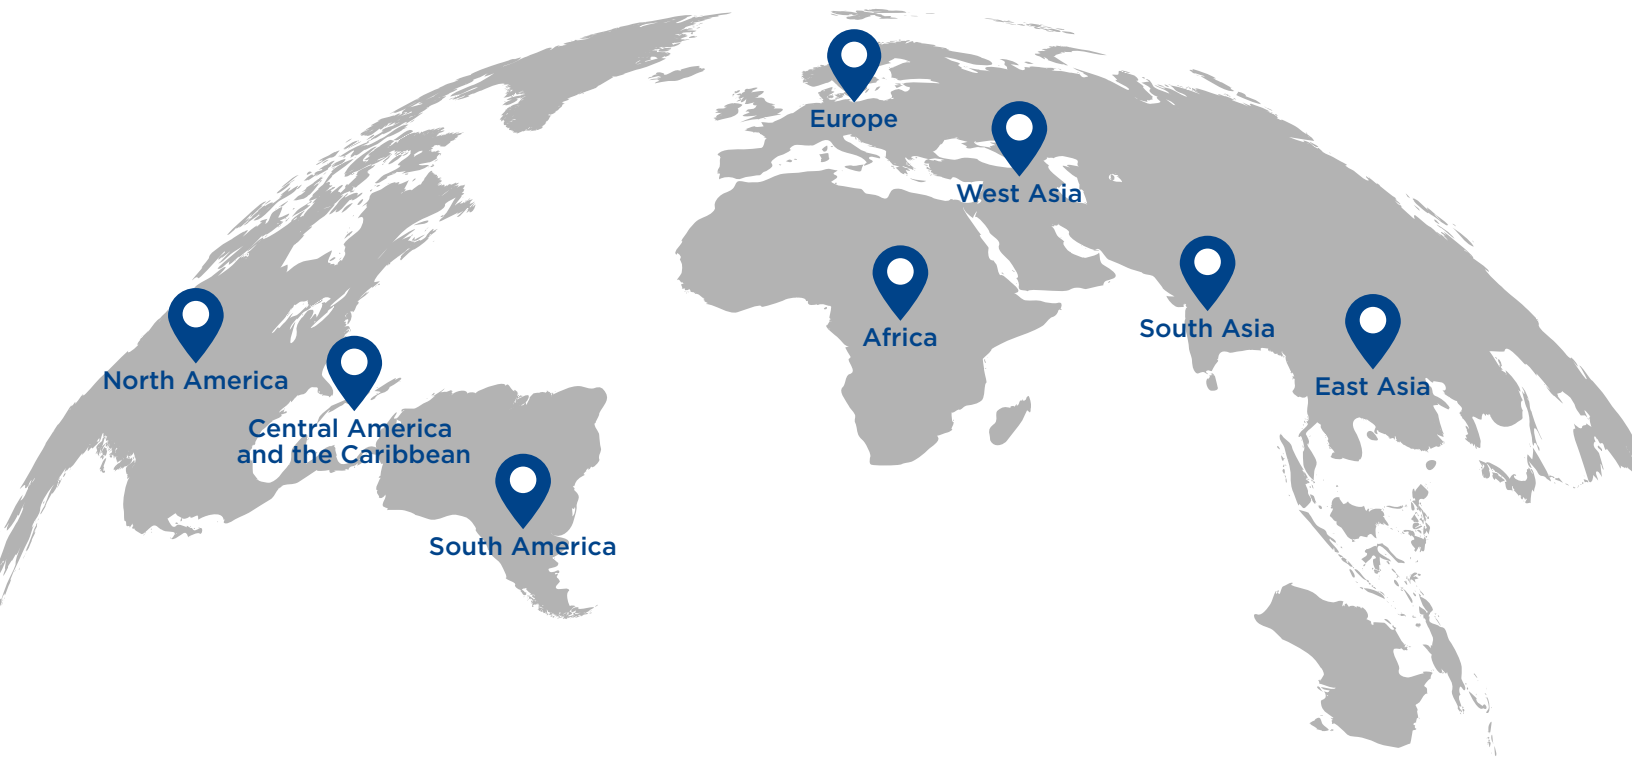 Europe
West Asia
Africa
South Asia
North America
East Asia
Central America
and the Caribbean
South America